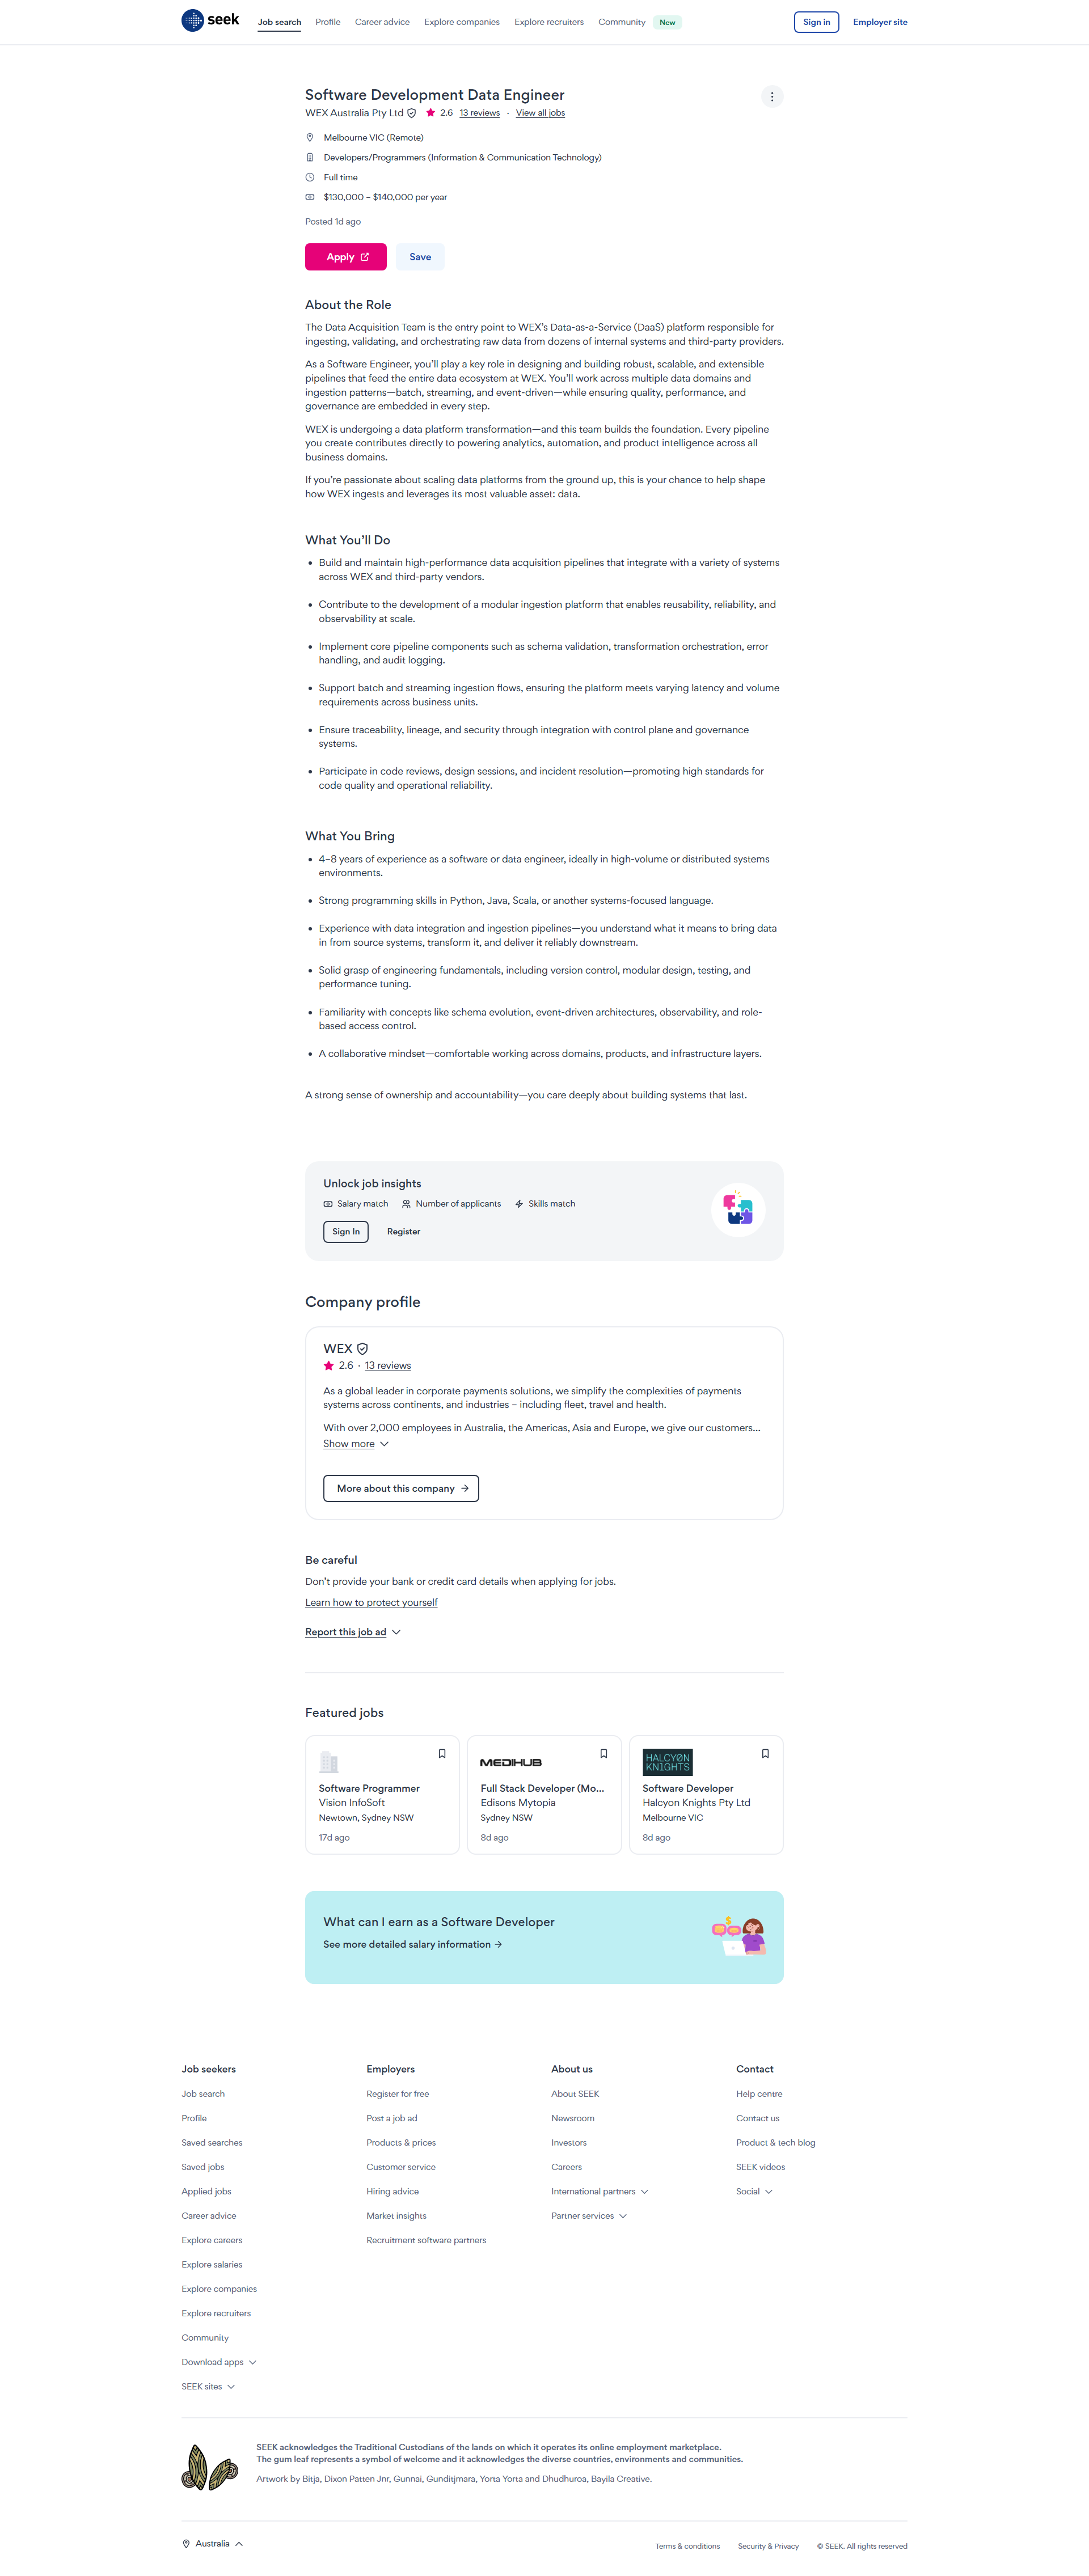 seek
Job search Profile Career advice Explore companies Explore recruiters Community New Sign in Employer site
Software Development Data Engineer
WEX Australia Pty Ltd 2.6 13 reviews · View all jobs
Melbourne VIC (Remote)
Developers/Programmers (Information & Communication Technology)
Full time
$130,000 – $140,000 per year
Posted 1d ago
Apply Save
About the Role
The Data Acquisition Team is the entry point to WEX's Data-as-a-Service (DaaS) platform responsible for
ingesting, validating, and orchestrating raw data from dozens of internal systems and third-party providers.
As a Software Engineer, you'll play a key role in designing and building robust, scalable, and extensible
pipelines that feed the entire data ecosystem at WEX. You'll work across multiple data domains and
ingestion patterns—batch, streaming, and event-driven—while ensuring quality, performance, and
governance are embedded in every step.
WEX is undergoing a data platform transformation—and this team builds the foundation. Every pipeline
you create contributes directly to powering analytics, automation, and product intelligence across all
business domains.
If you're passionate about scaling data platforms from the ground up, this is your chance to help shape
how WEX ingests and leverages its most valuable asset: data.
What You'll Do
• Build and maintain high-performance data acquisition pipelines that integrate with a variety of systems
across WEX and third-party vendors.
• Contribute to the development of a modular ingestion platform that enables reusability, reliability, and
observability at scale.
• Implement core pipeline components such as schema validation, transformation orchestration, error
handling, and audit logging.
• Support batch and streaming ingestion flows, ensuring the platform meets varying latency and volume
requirements across business units.
• Ensure traceability, lineage, and security through integration with control plane and governance
systems.
• Participate in code reviews, design sessions, and incident resolution—promoting high standards for
code quality and operational reliability.
What You Bring
• 4–8 years of experience as a software or data engineer, ideally in high-volume or distributed systems
environments.
• Strong programming skills in Python, Java, Scala, or another systems-focused language.
• Experience with data integration and ingestion pipelines—you understand what it means to bring data
in from source systems, transform it, and deliver it reliably downstream.
• Solid grasp of engineering fundamentals, including version control, modular design, testing, and
performance tuning.
• Familiarity with concepts like schema evolution, event-driven architectures, observability, and role-
based access control.
• A collaborative mindset—comfortable working across domains, products, and infrastructure layers.
A strong sense of ownership and accountability—you care deeply about building systems that last.
Unlock job insights
Salary match Number of applicants Skills match
Sign In Register
Company profile
WEX
2.6 · 13 reviews
As a global leader in corporate payments solutions, we simplify the complexities of payments
systems across continents, and industries – including fleet, travel and health.
With over 2,000 employees in Australia, the Americas, Asia and Europe, we give our customers...
Show more
More about this company
Be careful
Don't provide your bank or credit card details when applying for jobs.
Learn how to protect yourself
Report this job ad
Featured jobs
Software Programmer
Vision InfoSoft
Newtown, Sydney NSW
17d ago
MEDIHUB
Full Stack Developer (Mo...
Edisons Mytopia
Sydney NSW
8d ago
HALCYON
KNIGHTS
Software Developer
Halcyon Knights Pty Ltd
Melbourne VIC
8d ago
What can I earn as a Software Developer
See more detailed salary information
Job seekers
Job search
Profile
Saved searches
Saved jobs
Applied jobs
Career advice
Explore careers
Explore salaries
Explore companies
Explore recruiters
Community
Download apps
SEEK sites
Employers
Register for free
Post a job ad
Products & prices
Customer service
Hiring advice
Market insights
Recruitment software partners
About us
About SEEK
Newsroom
Investors
Careers
International partners
Partner services
Contact
Help centre
Contact us
Product & tech blog
SEEK videos
Social
SEEK acknowledges the Traditional Custodians of the lands on which it operates its online employment marketplace.
The gum leaf represents a symbol of welcome and it acknowledges the diverse countries, environments and communities.
Artwork by Bitja, Dixon Patten Jnr, Gunnai, Gunditjmara, Yorta Yorta and Dhudhuroa, Bayila Creative.
Australia
Terms & conditions Security & Privacy © SEEK. All rights reserved